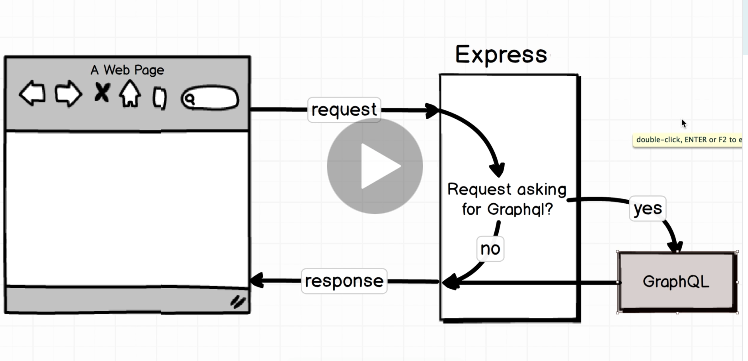 Express
A Web Page
request
Request asking
for Graphql?
yes
no
GraphQL
response
double-click, ENTER or F2 to e